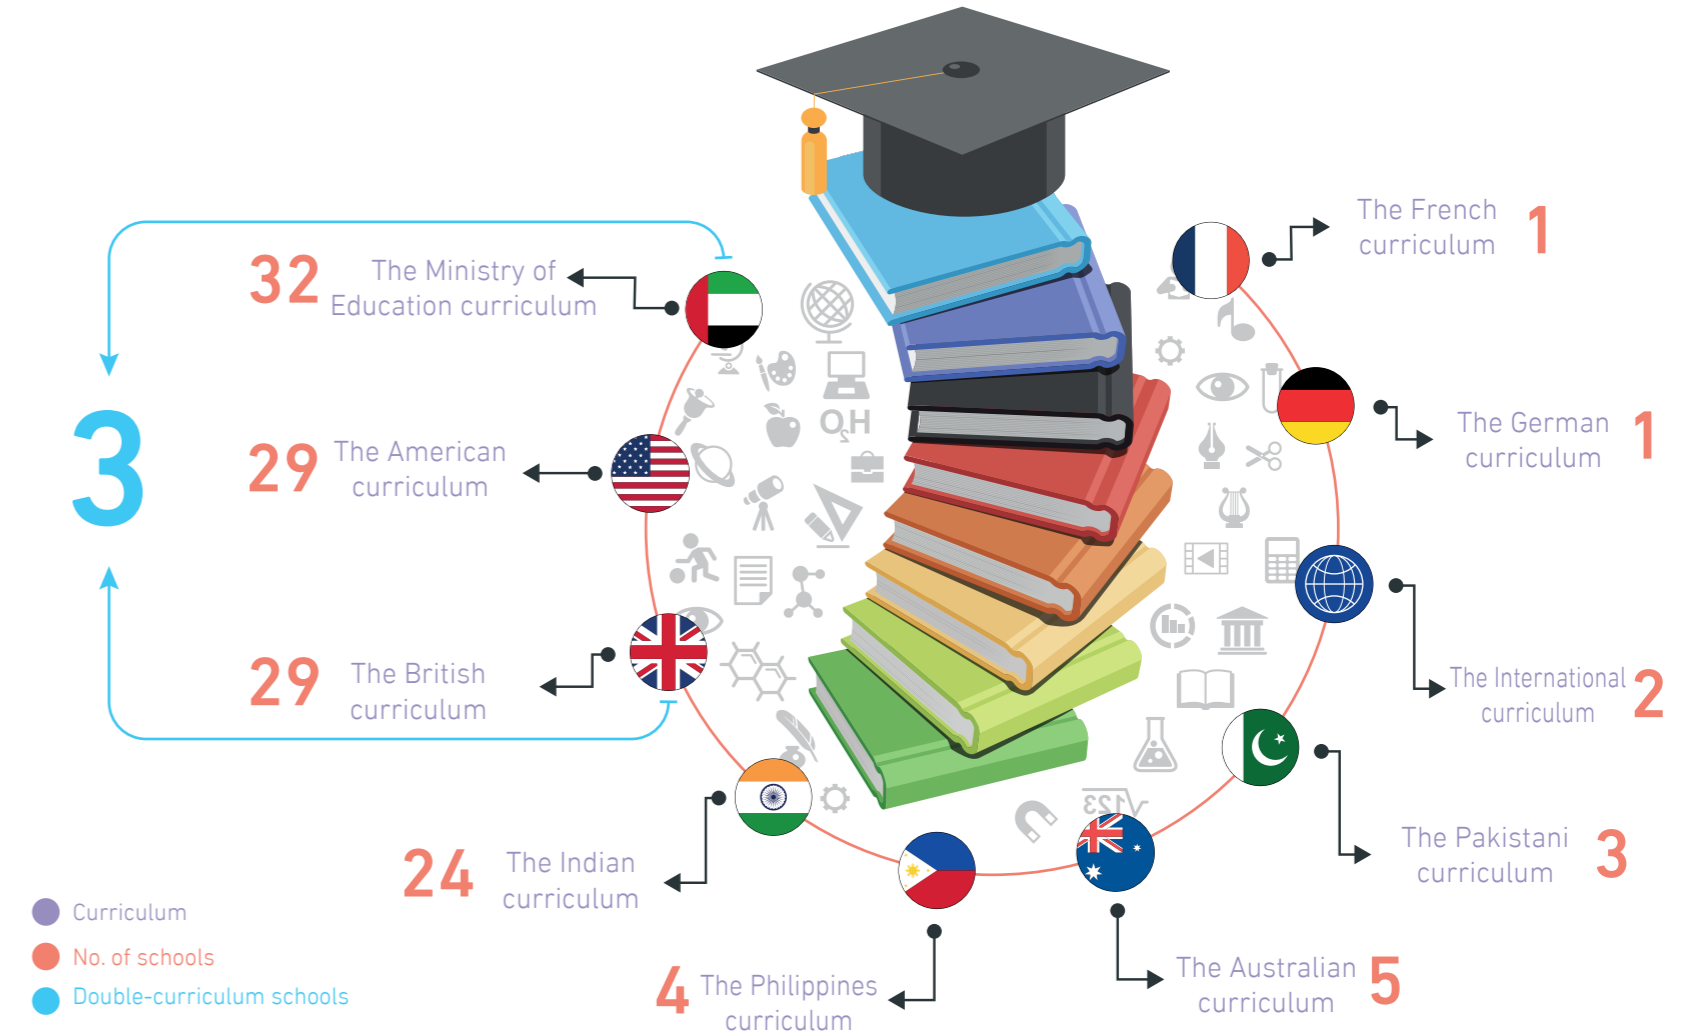 32
The Ministry of
Education curriculum
3
29
The American
curriculum
29
The British
curriculum
24
The Indian
curriculum
4
The Philippines
curriculum
The Australian
curriculum
5
The Pakistani
curriculum
3
The International
curriculum
2
The German
curriculum
1
The French
curriculum
1
H₂O
√123
Curriculum
No. of schools
Double-curriculum schools